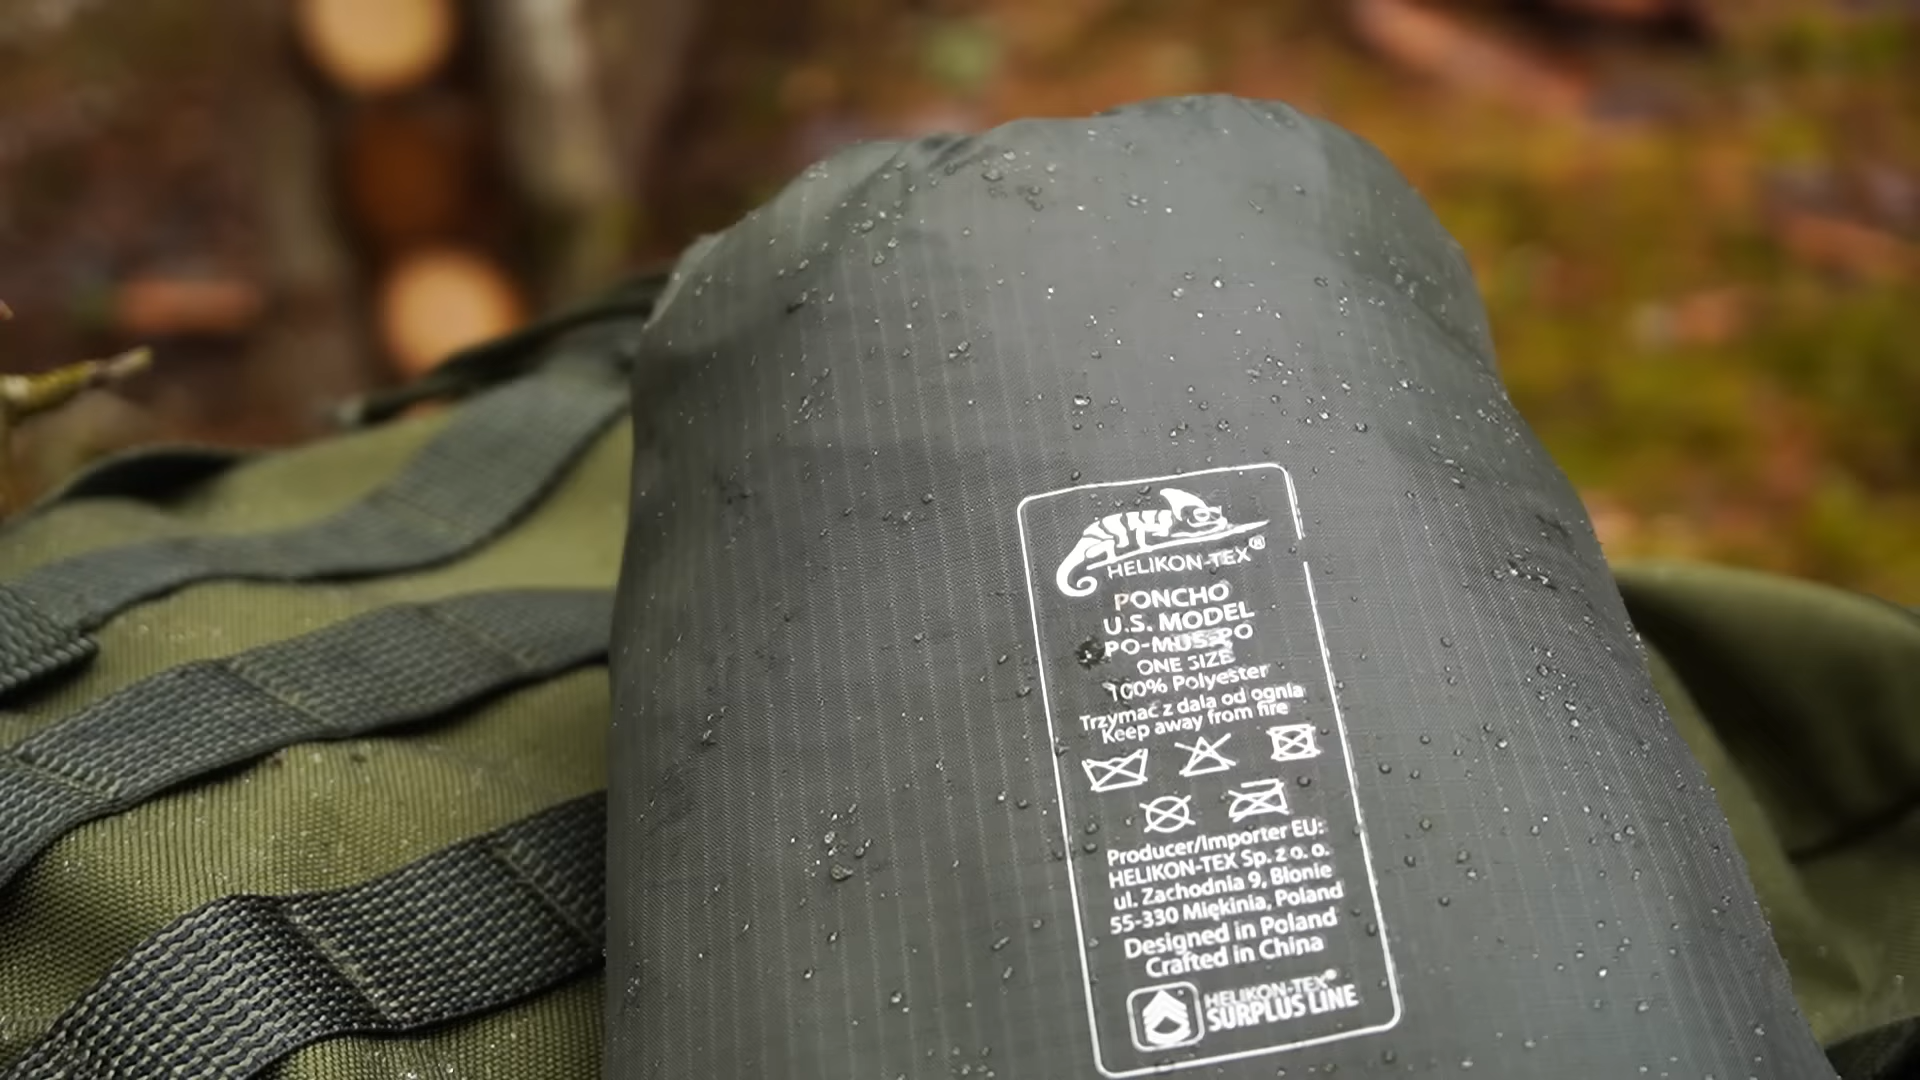 HELIKON-TEX®
PONCHO
U.S. MODEL
PO-MUS-PO
ONE SIZE
100% Polyester
Trzymać z dala od ognia
Keep away from fire
Producer/Importer EU:
HELIKON-TEX Sp. z o. o.
ul. Zachodnia 9, Błonie
55-330 Miękinia, Poland
Designed in Poland
Crafted in China
HELIKON-TEX®
SURPLUS LINE